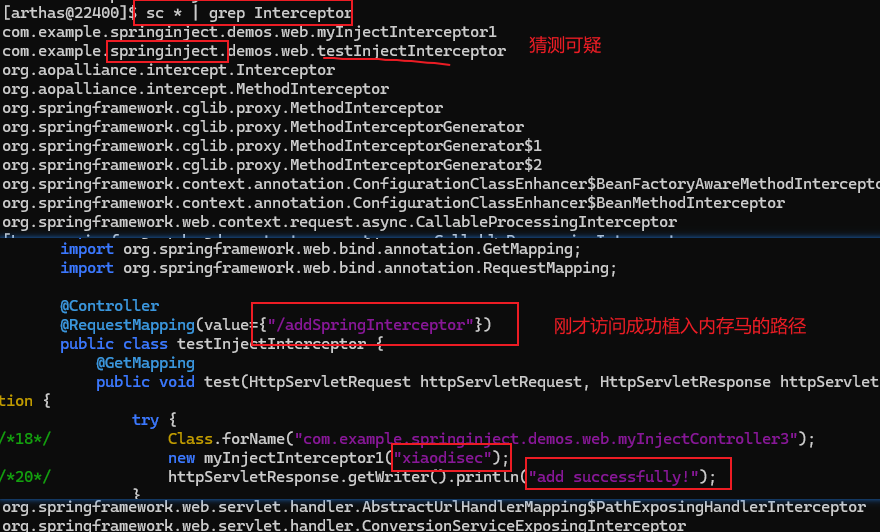 [arthas@22400]$ sc * | grep Interceptor
com.example.springinject.demos.web.myInjectInterceptor1
com.example.springinject.demos.web.testInjectInterceptor
猜测可疑
org.aopalliance.intercept.Interceptor
org.aopalliance.intercept.MethodInterceptor
org.springframework.cglib.proxy.MethodInterceptor
org.springframework.cglib.proxy.MethodInterceptorGenerator
org.springframework.cglib.proxy.MethodInterceptorGenerator$1
org.springframework.cglib.proxy.MethodInterceptorGenerator$2
org.springframework.context.annotation.ConfigurationClassEnhancer$BeanFactoryAwareMethodIntercepto
org.springframework.context.annotation.ConfigurationClassEnhancer$BeanMethodInterceptor
org.springframework.web.context.request.async.CallableProcessingInterceptor
import org.springframework.web.bind.annotation.GetMapping;
import org.springframework.web.bind.annotation.RequestMapping;
@Controller
@RequestMapping(value={"/addSpringInterceptor"})
刚才访问成功植入内存马的路径
public class testInjectInterceptor {
@GetMapping
public void test(HttpServletRequest httpServletRequest, HttpServletResponse httpServlet
tion {
try {
/*18*/ Class.forName("com.example.springinject.demos.web.myInjectController3");
new myInjectInterceptor1("xiaodisec");
/*20*/ httpServletResponse.getWriter().println("add successfully!");
}
org.springframework.web.servlet.handler.AbstractUrlHandlerMapping$PathExposingHandlerInterceptor
org.springframework.web.servlet.handler.ConversionServiceExposingInterceptor